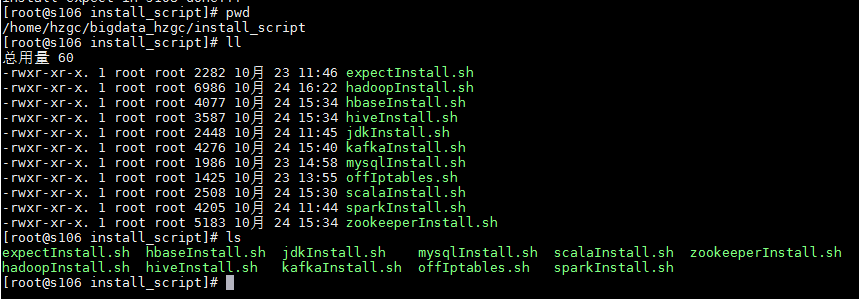 [root@s106 install_script]# pwd
/home/hzgc/bigdata_hzgc/install_script
[root@s106 install_script]# ll
总用量 60
-rwxr-xr-x. 1 root root 2282 10月 23 11:46 expectInstall.sh
-rwxr-xr-x. 1 root root 6986 10月 24 16:22 hadoopInstall.sh
-rwxr-xr-x. 1 root root 4077 10月 24 15:34 hbaseInstall.sh
-rwxr-xr-x. 1 root root 3587 10月 24 15:34 hiveInstall.sh
-rwxr-xr-x. 1 root root 2448 10月 24 11:45 jdkInstall.sh
-rwxr-xr-x. 1 root root 4276 10月 24 15:40 kafkaInstall.sh
-rwxr-xr-x. 1 root root 1986 10月 23 14:58 mysqlInstall.sh
-rwxr-xr-x. 1 root root 1425 10月 23 13:55 offIptables.sh
-rwxr-xr-x. 1 root root 2508 10月 24 15:30 scalaInstall.sh
-rwxr-xr-x. 1 root root 4205 10月 24 11:44 sparkInstall.sh
-rwxr-xr-x. 1 root root 5183 10月 24 15:34 zookeeperInstall.sh
[root@s106 install_script]# ls
expectInstall.sh hbaseInstall.sh jdkInstall.sh mysqlInstall.sh scalaInstall.sh zookeeperInstall.sh
hadoopInstall.sh hiveInstall.sh kafkaInstall.sh offIptables.sh sparkInstall.sh
[root@s106 install_script]#